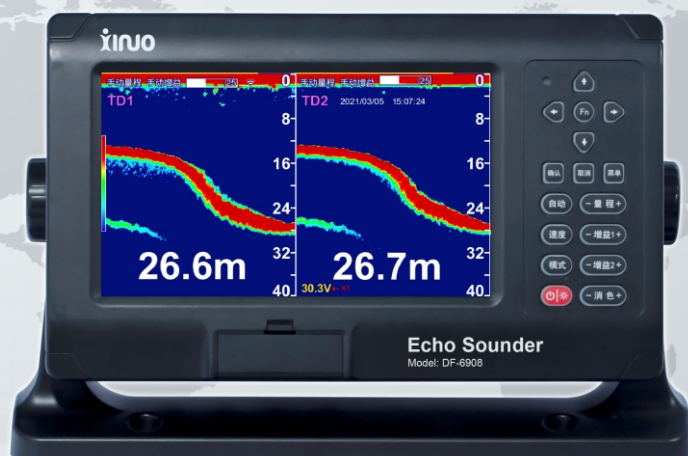 XINUO
手动量程 手动增益 25
TD1
0
8
16
24
32
40
26.6m
手动量程 手动增益 25
TD2 2021/03/05 15:07:24
0
8
16
24
32
40
26.7m
30.3V ← X1
Fn
确认 取消 菜单
自动 - 量 程 +
速度 - 增益1 +
模式 - 增益2 +
- 消 色 +
Echo Sounder
Model: DF-6908